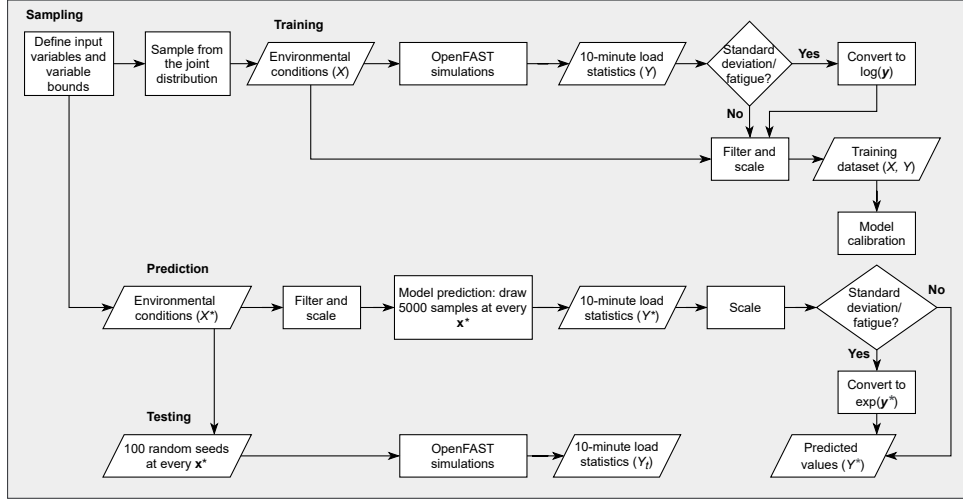 Sampling
Define input
variables and
variable
bounds
Sample from
the joint
distribution
Training
Environmental
conditions (X)
OpenFAST
simulations
10-minute load
statistics (Y)
Standard
deviation/
fatigue?
Yes
Convert to
log(y)
No
Filter and
scale
Training
dataset (X, Y)
Model
calibration
Prediction
Environmental
conditions (X*)
Filter and
scale
Model prediction: draw
5000 samples at every
x*
10-minute load
statistics (Y*)
Scale
Standard
deviation/
fatigue?
No
Yes
Convert to
exp(y*)
Predicted
values (Y*)
Testing
100 random seeds
at every x*
OpenFAST
simulations
10-minute load
statistics (Yt)